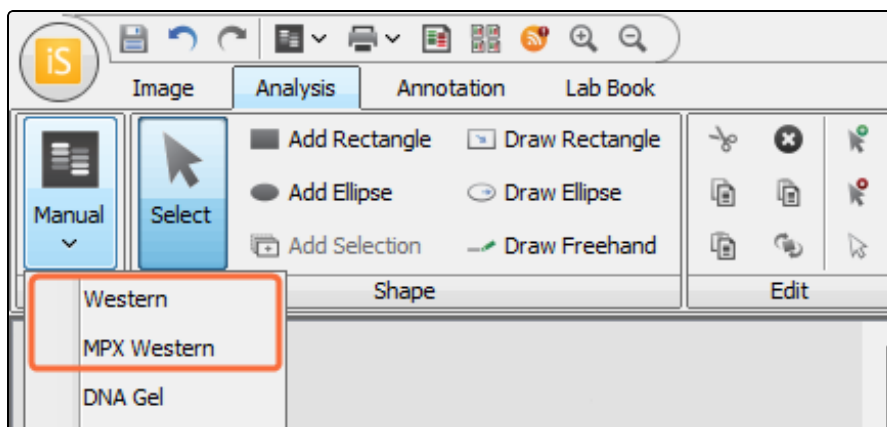 iS
Image Analysis Annotation Lab Book
Manual
Select
Add Rectangle
Add Ellipse
Add Selection
Draw Rectangle
Draw Ellipse
Draw Freehand
Shape
Edit
Western
MPX Western
DNA Gel